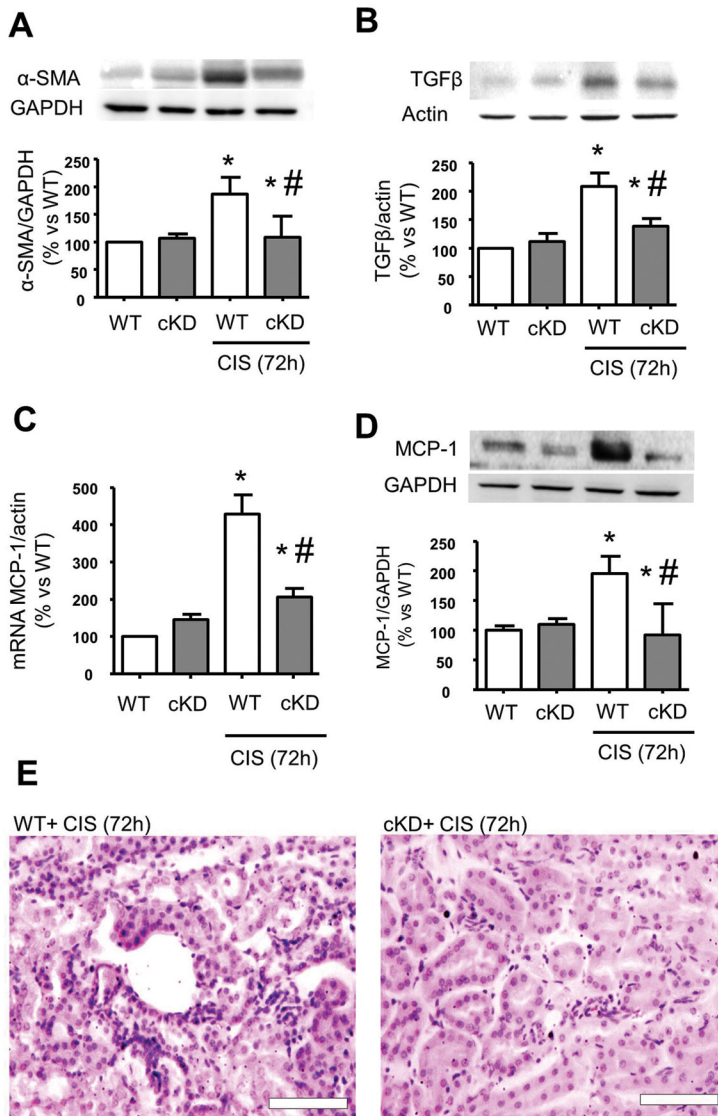 A
α-SMA
GAPDH
α-SMA/GAPDH
(% vs WT)
250
200
150
100
50
0
*
* #
WT cKD WT cKD
CIS (72h)
B
TGFβ
Actin
TGFβ/actin
(% vs WT)
250
200
150
100
50
0
*
* #
WT cKD WT cKD
CIS (72h)
C
mRNA MCP-1/actin
(% vs WT)
500
400
300
200
100
0
*
* #
WT cKD WT cKD
CIS (72h)
D
MCP-1
GAPDH
MCP-1/GAPDH
(% vs WT)
250
200
150
100
50
0
*
* #
WT cKD WT cKD
CIS (72h)
E
WT+ CIS (72h)
cKD+ CIS (72h)